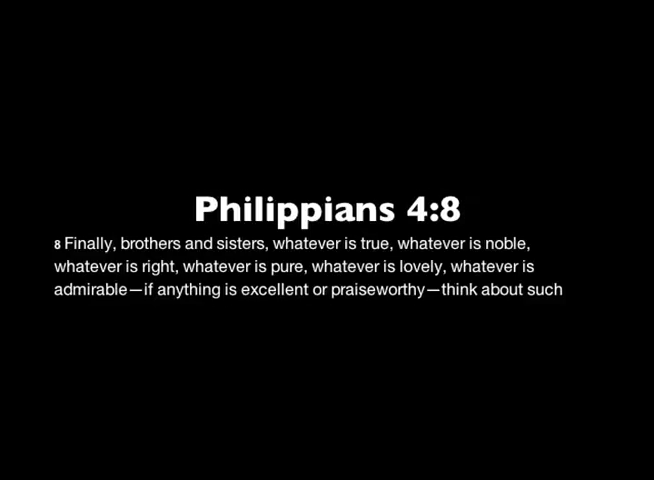 Philippians 4:8
8 Finally, brothers and sisters, whatever is true, whatever is noble,
whatever is right, whatever is pure, whatever is lovely, whatever is
admirable—if anything is excellent or praiseworthy—think about such